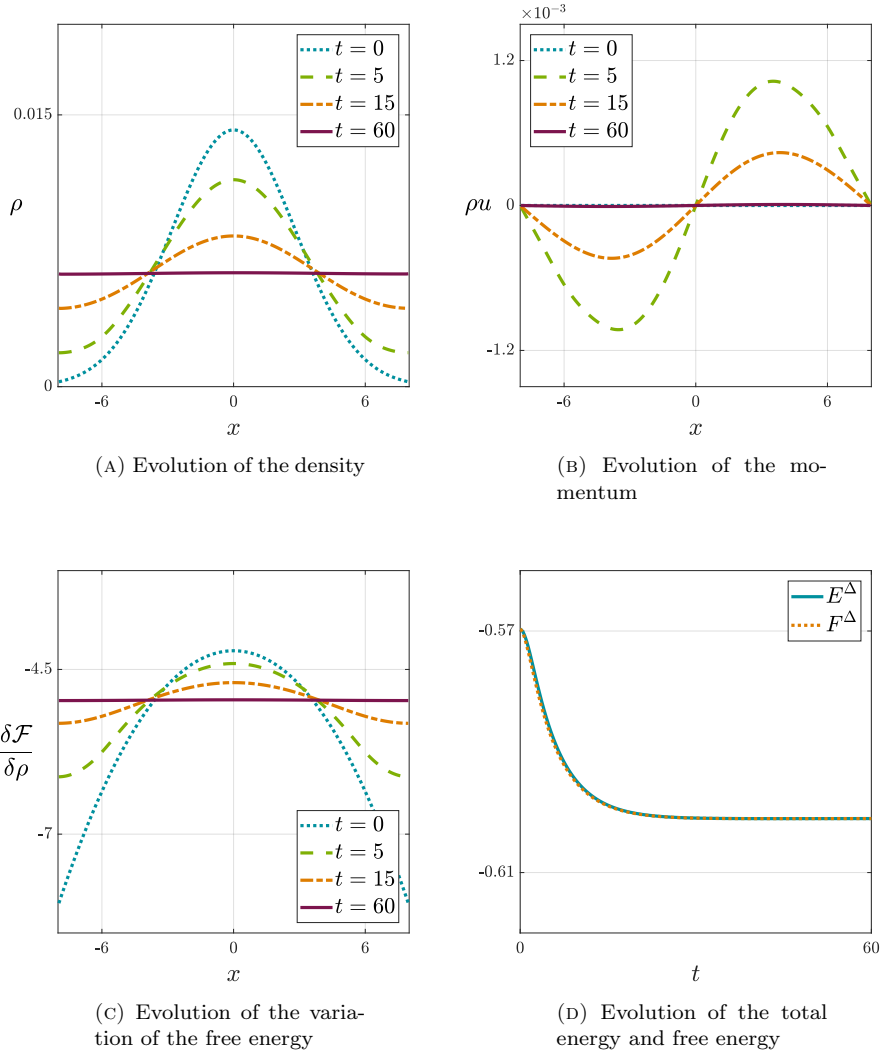 t = 0
t = 5
t = 15
t = 60
0.015
ρ
0
-6
0
6
x
(A) Evolution of the density
×10⁻³
t = 0
t = 5
t = 15
t = 60
1.2
ρu
0
-1.2
-6
0
6
x
(B) Evolution of the mo-
mentum
-4.5
δF
δρ
-7
t = 0
t = 5
t = 15
t = 60
-6
0
6
x
(C) Evolution of the varia-
tion of the free energy
E^Δ
F^Δ
-0.57
-0.61
0
60
t
(D) Evolution of the total
energy and free energy